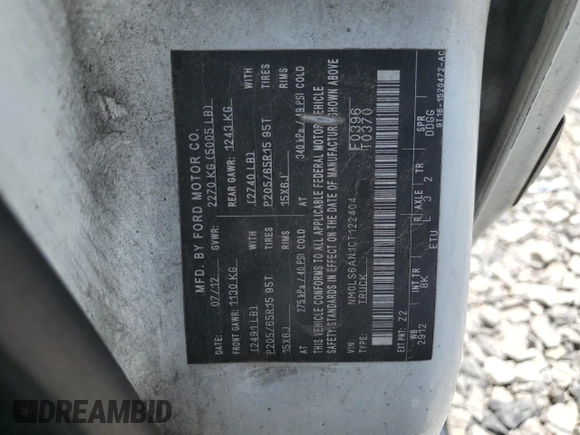 MFD. BY FORD MOTOR CO.
DATE: 07/12 GVWR: 2270 KG (5005 LB)
FRONT GAWR: 1130 KG REAR GAWR: 1243 KG
(2491 LB) WITH (2740 LB) WITH
P205/65R15 95T TIRES P205/65R15 95T TIRES
15X6J RIMS 15X6J RIMS
AT 275 kPa / 40 PSI COLD AT 340 kPa / 49 PSI COLD
THIS VEHICLE CONFORMS TO ALL APPLICABLE FEDERAL MOTOR VEHICLE
SAFETY STANDARDS IN EFFECT ON THE DATE OF MANUFACTURE SHOWN ABOVE
VIN: NM0LS6AN1CT122404 F0396
TYPE: TRUCK T0370
EXT PNT: Z2
WB INT TR R AXLE TR SPR
2912 8K L 3 2 DDGG
ETU
9T16-1520472-AC
DREAMBID